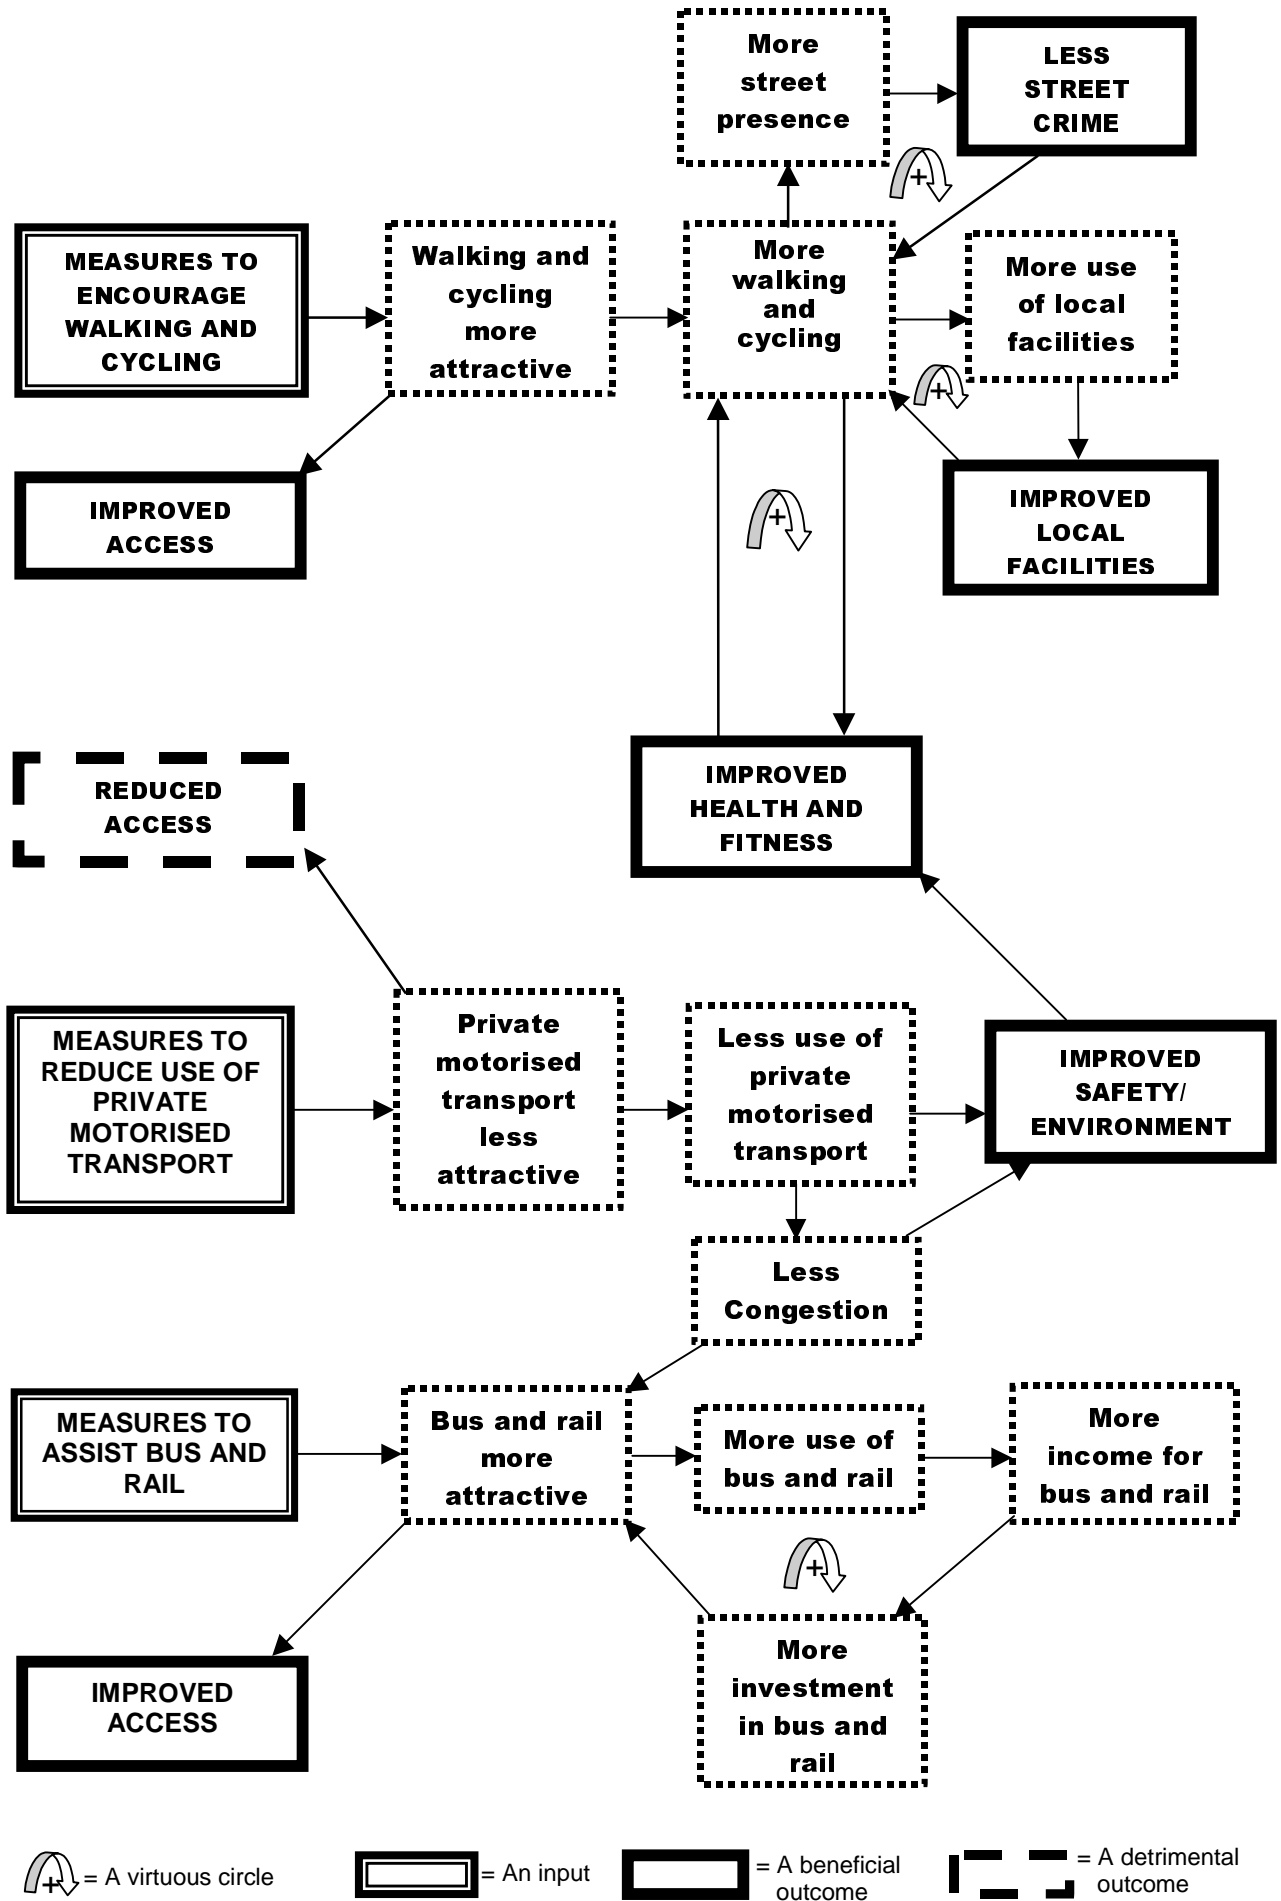 More
street
presence
LESS
STREET
CRIME
+
MEASURES TO
ENCOURAGE
WALKING AND
CYCLING
Walking and
cycling
more
attractive
More
walking
and
cycling
More use
of local
facilities
+
IMPROVED
ACCESS
+
IMPROVED
LOCAL
FACILITIES
REDUCED
ACCESS
IMPROVED
HEALTH AND
FITNESS
MEASURES TO
REDUCE USE OF
PRIVATE
MOTORISED
TRANSPORT
Private
motorised
transport
less
attractive
Less use of
private
motorised
transport
IMPROVED
SAFETY/
ENVIRONMENT
Less
Congestion
MEASURES TO
ASSIST BUS AND
RAIL
Bus and rail
more
attractive
More use of
bus and rail
More
income for
bus and rail
+
IMPROVED
ACCESS
More
investment
in bus and
rail
+
= A virtuous circle
= An input
= A beneficial
outcome
= A detrimental
outcome